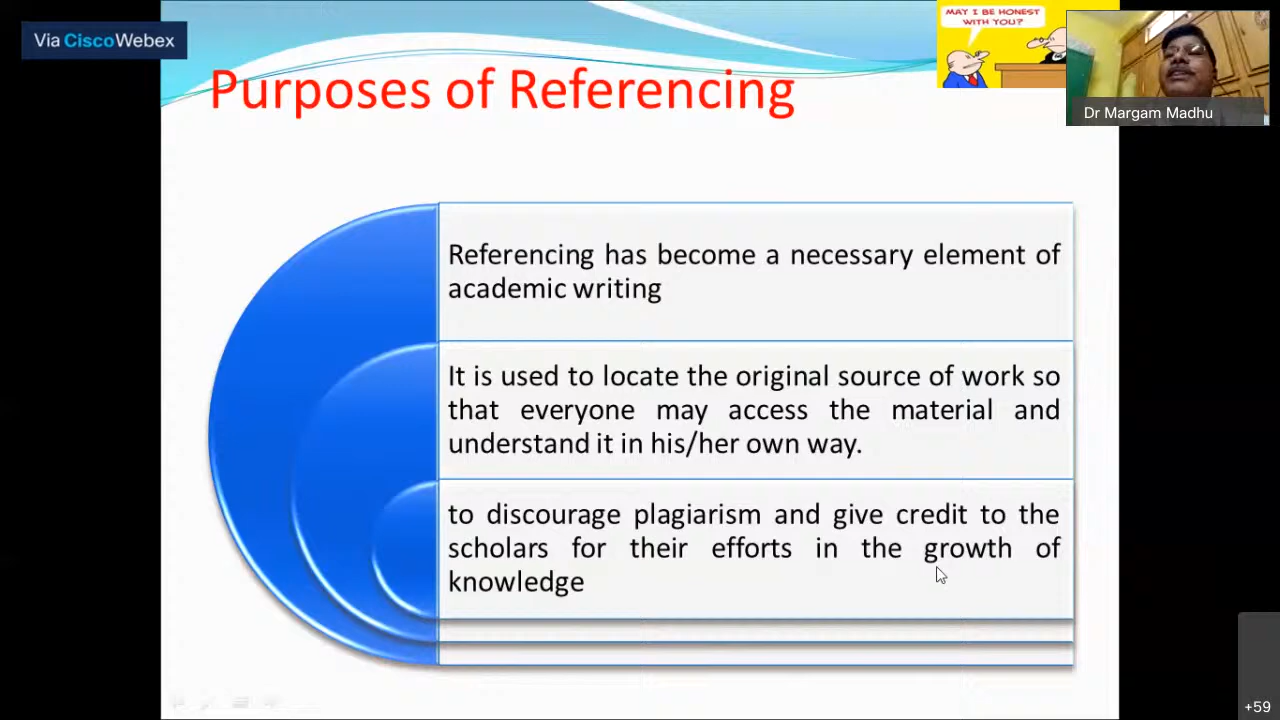 Via CiscoWebex
MAY I BE HONEST
WITH YOU?
Dr Margam Madhu
Purposes of Referencing
Referencing has become a necessary element of
academic writing
It is used to locate the original source of work so
that everyone may access the material and
understand it in his/her own way.
to discourage plagiarism and give credit to the
scholars for their efforts in the growth of
knowledge
+59